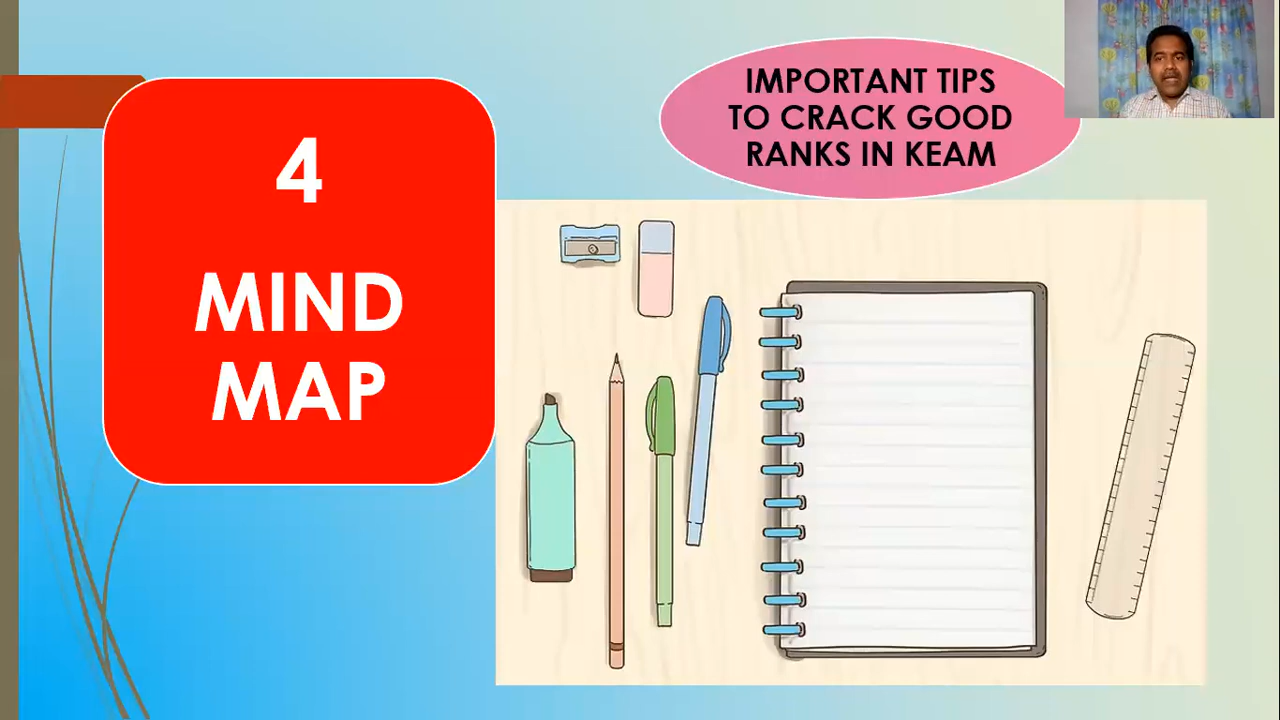 4
MIND
MAP
IMPORTANT TIPS
TO CRACK GOOD
RANKS IN KEAM